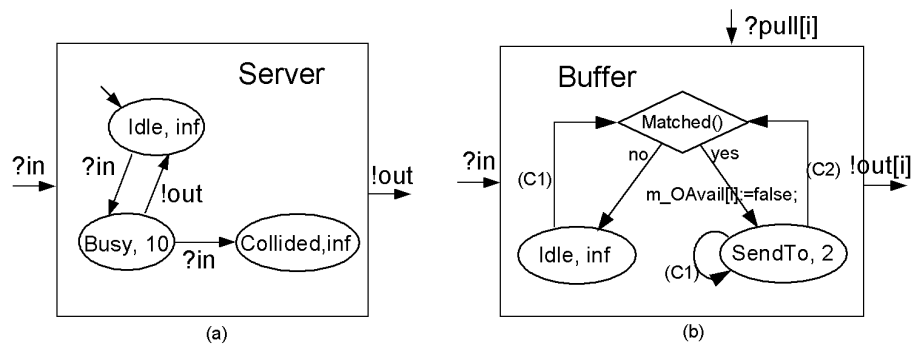 Server
Idle, inf
?in
!out
Busy, 10
?in
Collided,inf
?in
!out
(a)
?pull[i]
Buffer
Matched()
no
yes
?in
(C1)
(C2)
!out[i]
m_OAvail[i]:=false;
Idle, inf
SendTo, 2
(C1)
(b)